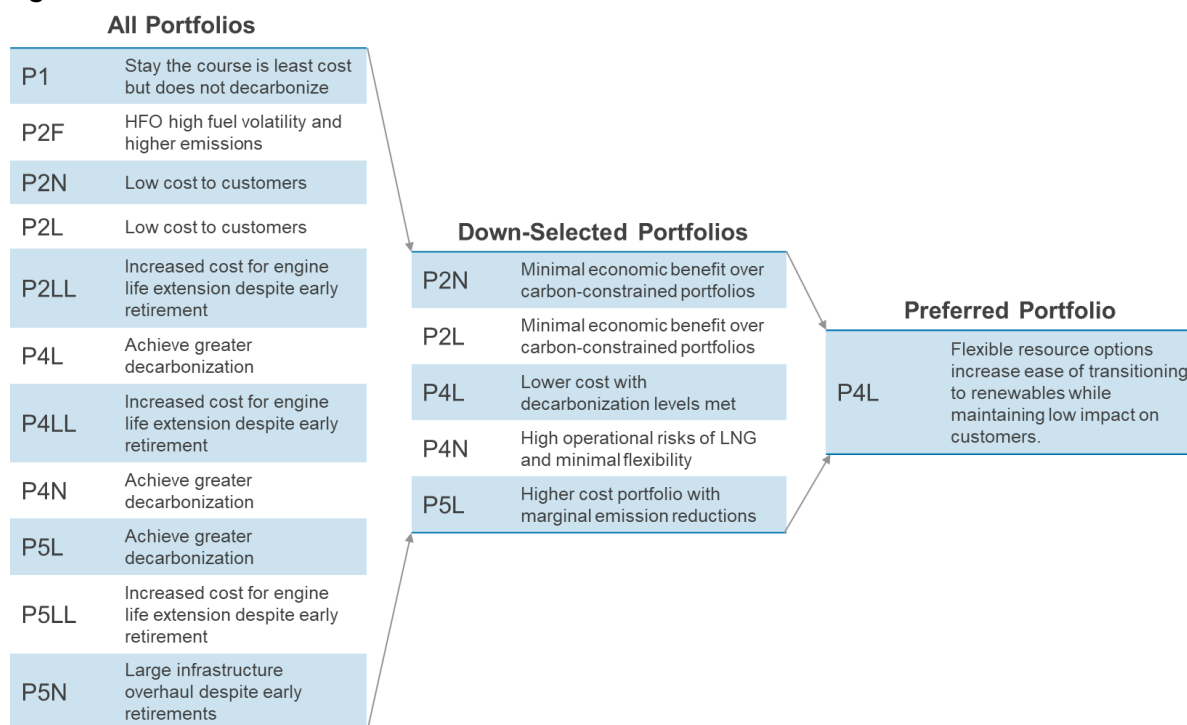 All Portfolios
P1
Stay the course is least cost
but does not decarbonize
P2F
HFO high fuel volatility and
higher emissions
P2N
Low cost to customers
P2L
Low cost to customers
P2LL
Increased cost for engine
life extension despite early
retirement
P4L
Achieve greater
decarbonization
P4LL
Increased cost for engine
life extension despite early
retirement
P4N
Achieve greater
decarbonization
P5L
Achieve greater
decarbonization
P5LL
Increased cost for engine
life extension despite early
retirement
P5N
Large infrastructure
overhaul despite early
retirements
Down-Selected Portfolios
P2N
Minimal economic benefit over
carbon-constrained portfolios
P2L
Minimal economic benefit over
carbon-constrained portfolios
P4L
Lower cost with
decarbonization levels met
P4N
High operational risks of LNG
and minimal flexibility
P5L
Higher cost portfolio with
marginal emission reductions
Preferred Portfolio
P4L
Flexible resource options
increase ease of transitioning
to renewables while
maintaining low impact on
customers.